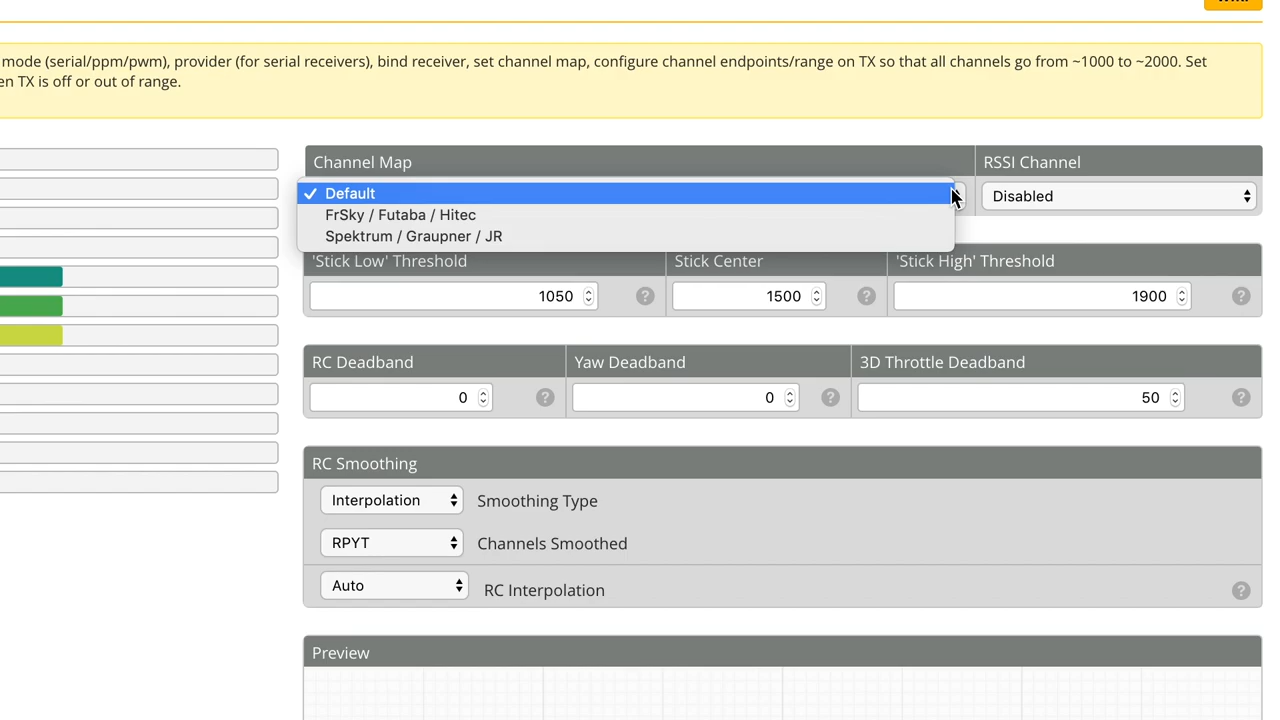 mode (serial/ppm/pwm), provider (for serial receivers), bind receiver, set channel map, configure channel endpoints/range on TX so that all channels go from ~1000 to ~2000. Set
en TX is off or out of range.
Channel Map
RSSI Channel
Default
Disabled
FrSky / Futaba / Hitec
Spektrum / Graupner / JR
'Stick Low' Threshold
Stick Center
'Stick High' Threshold
1050
1500
1900
RC Deadband
Yaw Deadband
3D Throttle Deadband
0
0
50
RC Smoothing
Interpolation
Smoothing Type
RPYT
Channels Smoothed
Auto
RC Interpolation
Preview